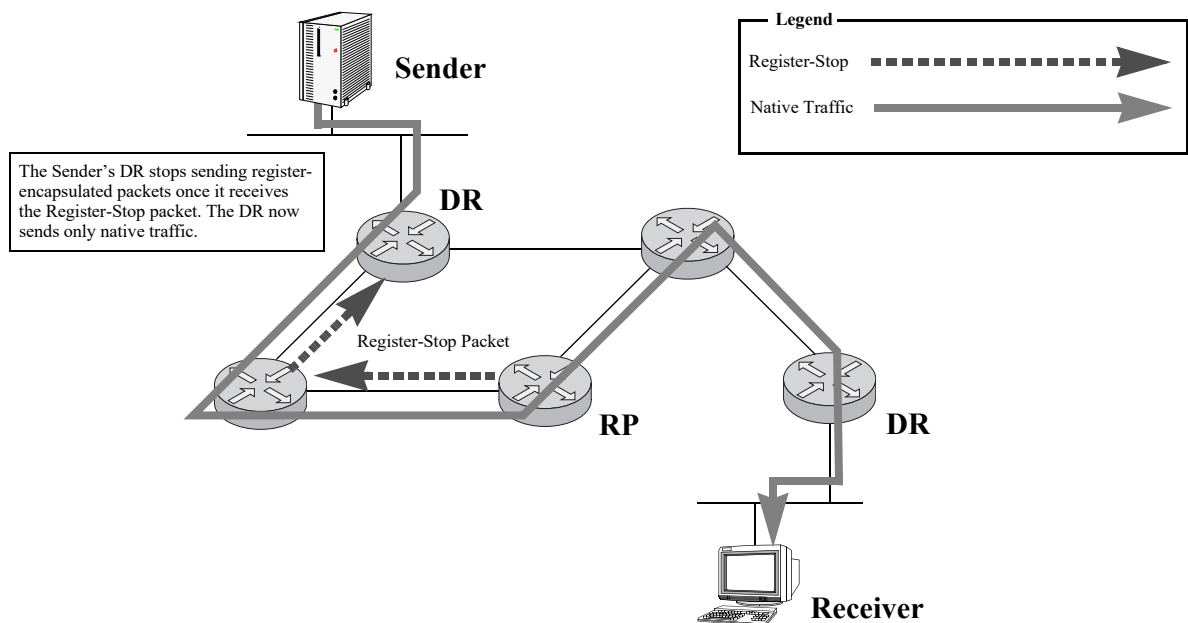 Legend
Sender
Register-Stop
Native Traffic
The Sender’s DR stops sending register-
encapsulated packets once it receives
the Register-Stop packet. The DR now
sends only native traffic.
DR
Register-Stop Packet
RP
DR
Receiver